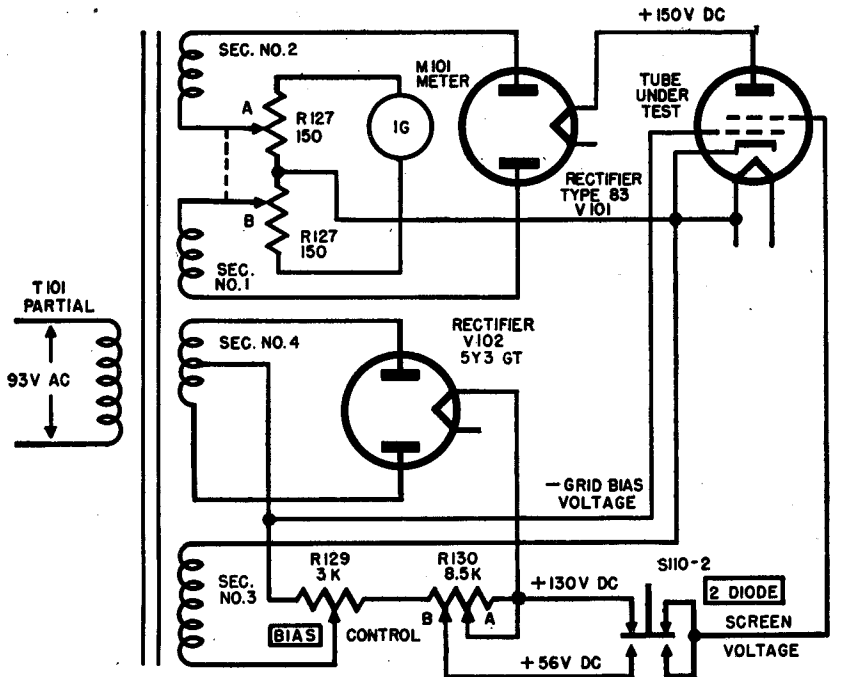 +150V DC
SEC. NO. 2
M101
METER
TUBE
UNDER
TEST
A
R127
150
IG
RECTIFIER
TYPE 83
V101
B
R127
150
SEC.
NO. 1
T101
PARTIAL
93V AC
SEC. NO. 4
RECTIFIER
V102
5Y3 GT
-GRID BIAS
VOLTAGE
SEC.
NO. 3
R129
3K
R130
8.5K
+130V DC
S110-2
2 DIODE
B
A
BIAS CONTROL
SCREEN
VOLTAGE
+56V DC